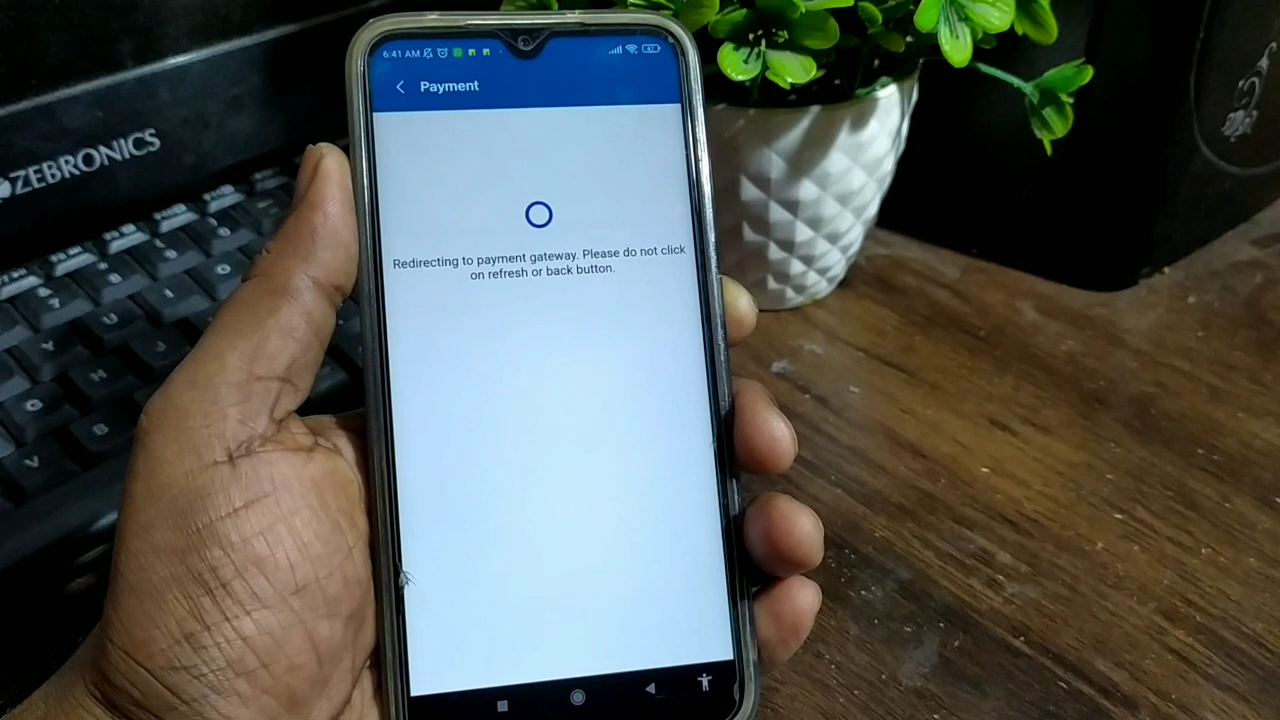 6:41 AM
Payment
Redirecting to payment gateway. Please do not click
on refresh or back button.
ZEBRONICS
Y
U
H
J
B
V